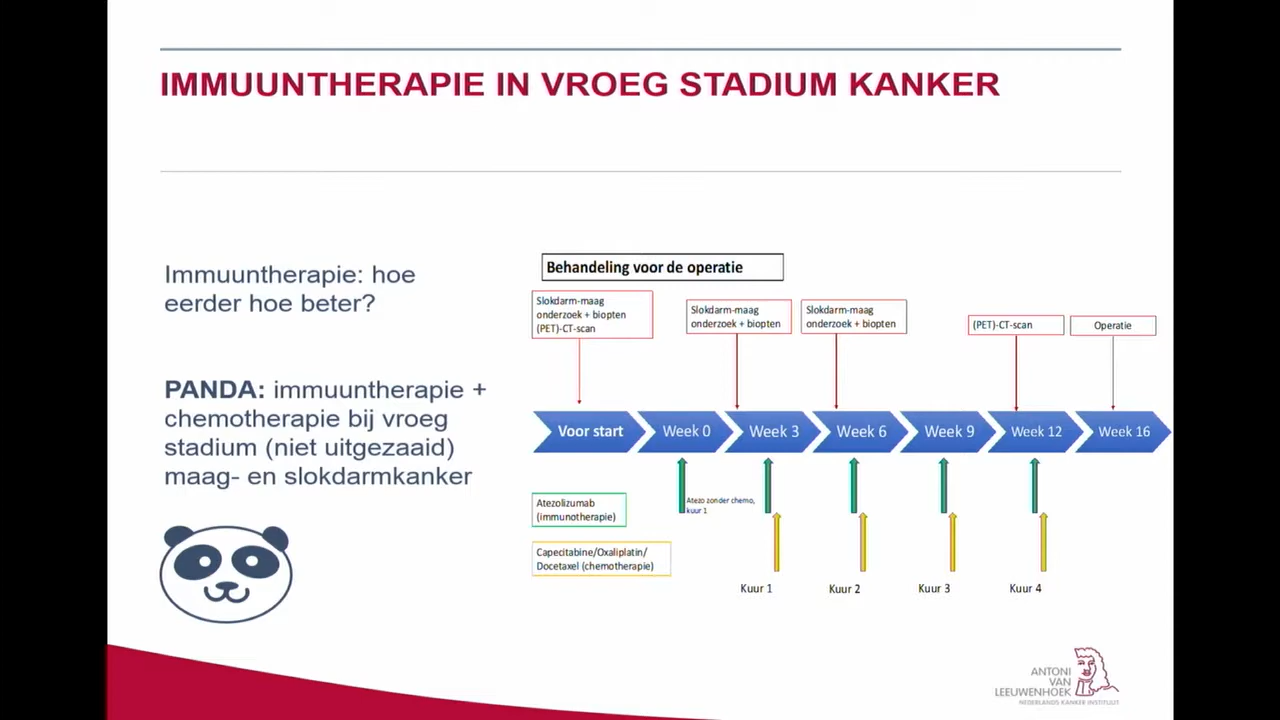 IMMUUNTHERAPIE IN VROEG STADIUM KANKER
Immuuntherapie: hoe
eerder hoe beter?
PANDA: immuuntherapie +
chemotherapie bij vroeg
stadium (niet uitgezaaid)
maag- en slokdarmkanker
Behandeling voor de operatie
Slokdarm-maag
onderzoek + biopten
(PET)-CT-scan
Slokdarm-maag
onderzoek + biopten
Slokdarm-maag
onderzoek + biopten
(PET)-CT-scan
Operatie
Voor start
Week 0
Week 3
Week 6
Week 9
Week 12
Week 16
Atezolizumab
(immunotherapie)
Atezo zonder chemo,
kuur 1
Capecitabine/Oxaliplatin/
Docetaxel (chemotherapie)
Kuur 1
Kuur 2
Kuur 3
Kuur 4
ANTONI
VAN
LEEUWENHOEK
NEDERLANDS KANKER INSTITUUT